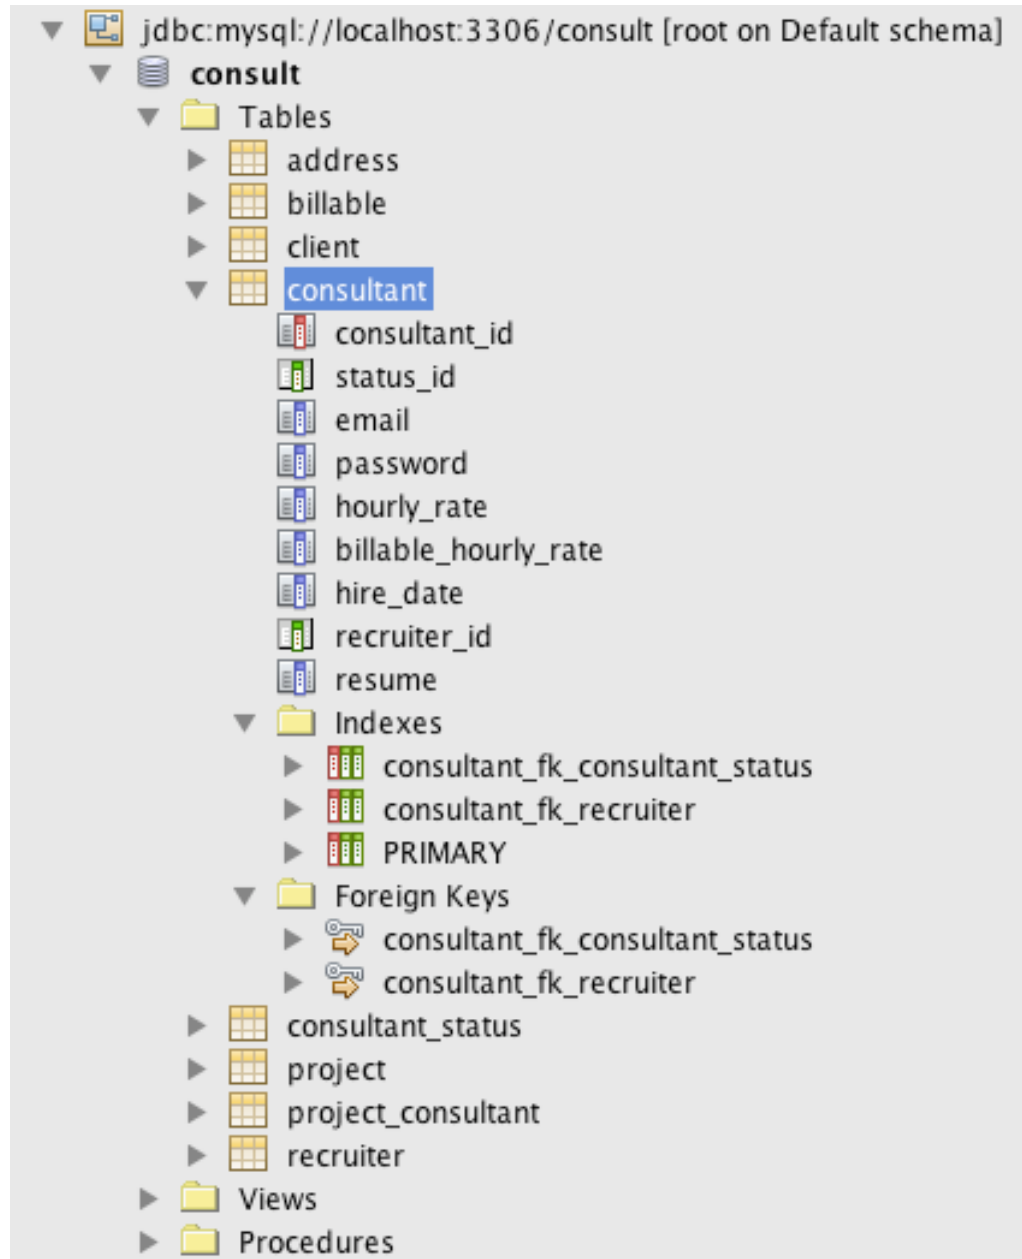 jdbc:mysql://localhost:3306/consult [root on Default schema]
consult
Tables
address
billable
client
consultant
consultant_id
status_id
email
password
hourly_rate
billable_hourly_rate
hire_date
recruiter_id
resume
Indexes
consultant_fk_consultant_status
consultant_fk_recruiter
PRIMARY
Foreign Keys
consultant_fk_consultant_status
consultant_fk_recruiter
consultant_status
project
project_consultant
recruiter
Views
Procedures